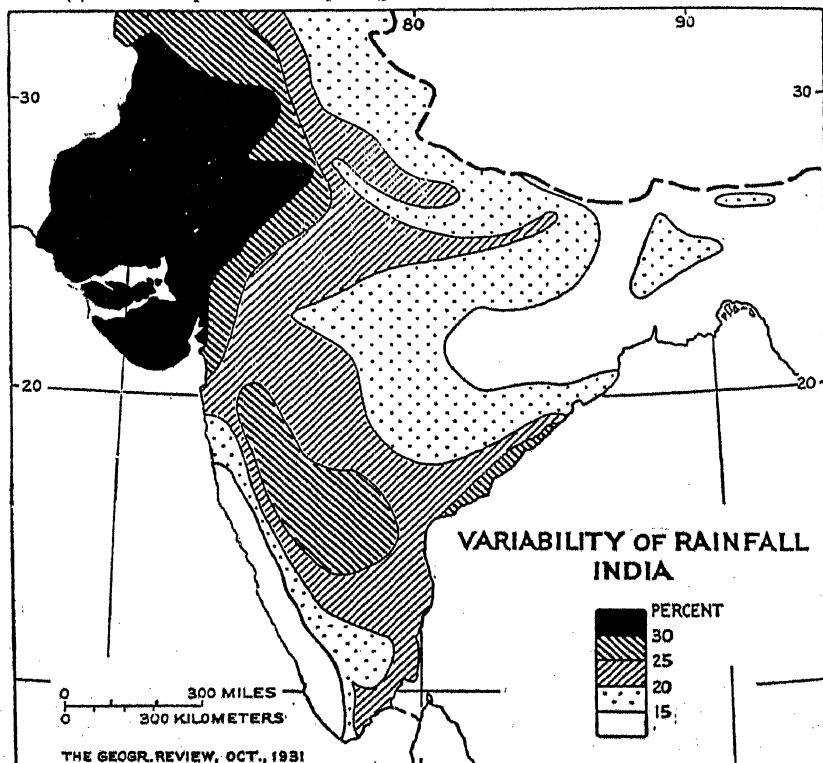 80 90
30 30
20 20
VARIABILITY OF RAINFALL
INDIA
PERCENT
30
25
20
15
0 300 MILES
0 300 KILOMETERS
THE GEOGR. REVIEW, OCT., 1931